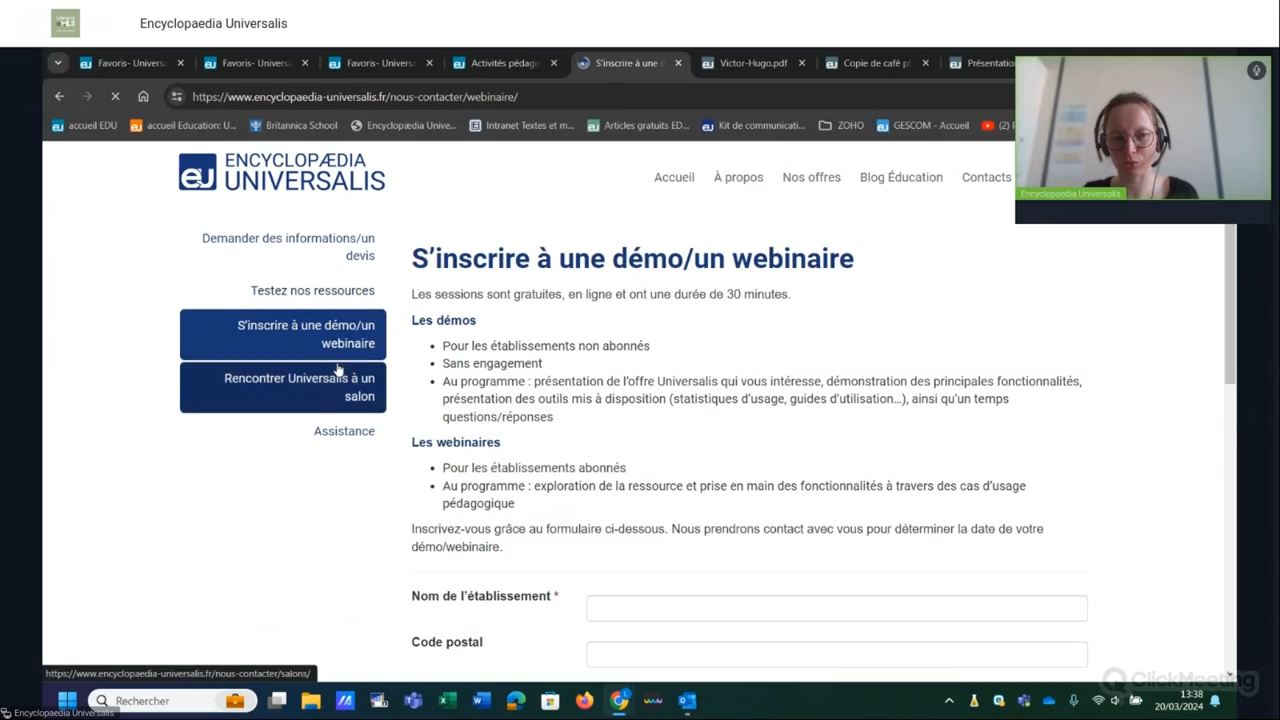 Encyclopaedia Universalis
Favoris- Univers
Favoris- Univers
Favoris- Univers
Activités pédag
S'inscrire à une d
Victor-Hugo.pdf
Copie de café p
Présentatio
https://www.encyclopaedia-universalis.fr/nous-contacter/webinaire/
accueil EDU
accueil Education: U...
Britannica School
Encyclopædia Unive...
Intranet Textes et m...
Articles gratuits ED...
Kit de communicati...
ZOHO
GESCOM - Accueil
Encyclopaedia Universalis
ENCYCLOPÆDIA
UNIVERSALIS
Accueil
À propos
Nos offres
Blog Éducation
Contacts
Demander des informations/un
devis
Testez nos ressources
S'inscrire à une démo/un
webinaire
Rencontrer Universalis à un
salon
Assistance
S'inscrire à une démo/un webinaire
Les sessions sont gratuites, en ligne et ont une durée de 30 minutes.
Les démos
• Pour les établissements non abonnés
• Sans engagement
• Au programme : présentation de l'offre Universalis qui vous intéresse, démonstration des principales fonctionnalités,
présentation des outils mis à disposition (statistiques d'usage, guides d'utilisation…), ainsi qu'un temps
questions/réponses
Les webinaires
• Pour les établissements abonnés
• Au programme : exploration de la ressource et prise en main des fonctionnalités à travers des cas d'usage
pédagogique
Inscrivez-vous grâce au formulaire ci-dessous. Nous prendrons contact avec vous pour déterminer la date de votre
démo/webinaire.
Nom de l'établissement *
Code postal
https://www.encyclopaedia-universalis.fr/nous-contacter/salons/
ClickMeeting
Rechercher
13:38
20/03/2024
Encyclopaedia Universalis